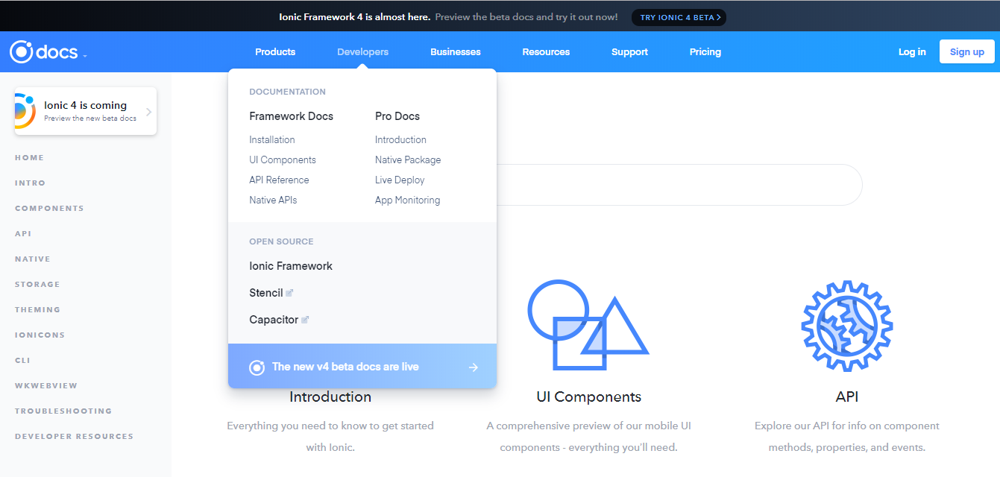 Ionic Framework 4 is almost here. Preview the beta docs and try it out now! TRY IONIC 4 BETA
docs
Products Developers Businesses Resources Support Pricing Log in Sign up
Ionic 4 is coming
Preview the new beta docs
HOME
INTRO
COMPONENTS
API
NATIVE
STORAGE
THEMING
IONICONS
CLI
WKWEBVIEW
TROUBLESHOOTING
DEVELOPER RESOURCES
DOCUMENTATION
Framework Docs
Installation
UI Components
API Reference
Native APIs
Pro Docs
Introduction
Native Package
Live Deploy
App Monitoring
OPEN SOURCE
Ionic Framework
Stencil
Capacitor
The new v4 beta docs are live
Introduction
Everything you need to know to get started
with Ionic.
UI Components
A comprehensive preview of our mobile UI
components - everything you'll need.
API
Explore our API for info on component
methods, properties, and events.